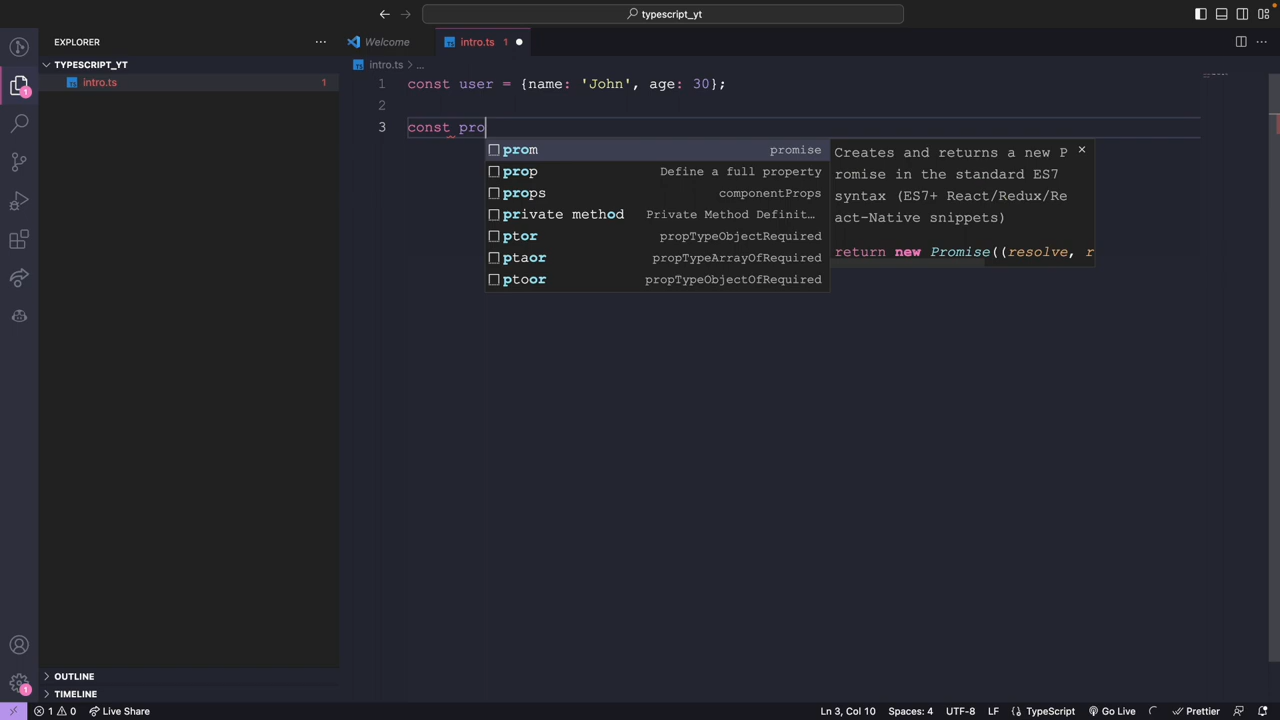 typescript_yt
EXPLORER
Welcome
intro.ts 1
TYPESCRIPT_YT
intro.ts > ...
intro.ts 1
1 const user = {name: 'John', age: 30};
2
3 const pro
prom promise
prop Define a full property
props componentProps
private method Private Method Definit...
ptor propTypeObjectRequired
ptaor propTypeArrayOfRequired
ptoor propTypeObjectOfRequired
Creates and returns a new P
romise in the standard ES7
syntax (ES7+ React/Redux/Re
act-Native snippets)
return new Promise((resolve, r
1
1
OUTLINE
TIMELINE
1 0 Live Share
Ln 3, Col 10 Spaces: 4 UTF-8 LF TypeScript Go Live Prettier